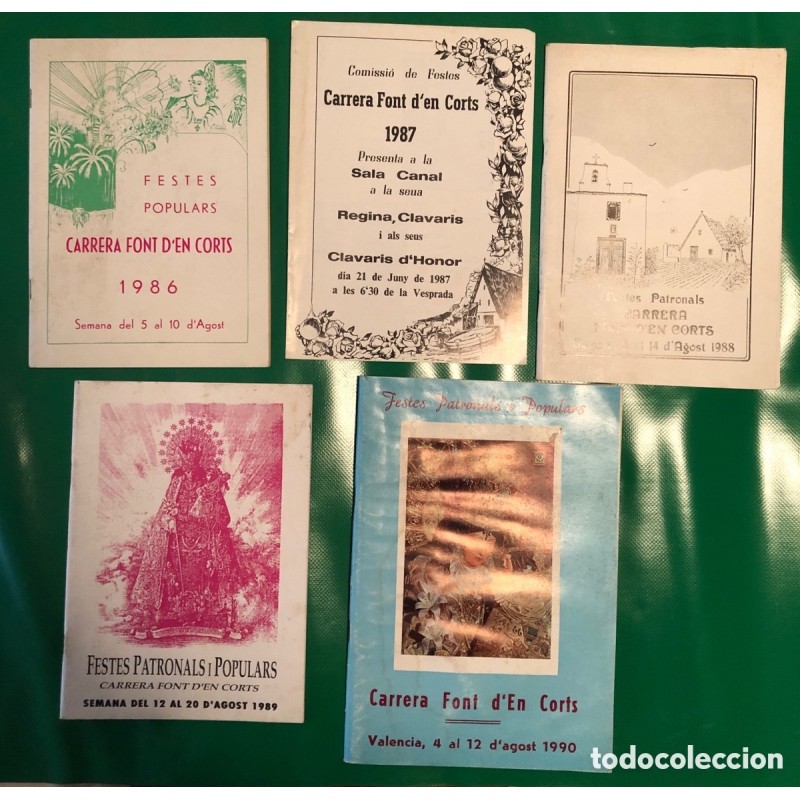 FESTES
POPULARS
CARRERA FONT D'EN CORTS
1986
Semana del 5 al 10 d'Agost
Comissió de Festes
Carrera Font d'en Corts
1987
Presenta a la
Sala Canal
a la seua
Regina, Clavaris
i als seus
Clavaris d'Honor
dia 21 de Juny de 1987
a les 6'30 de la Vesprada
Festes Patronals
CARRERA
FONT D'EN CORTS
14 d'Agost 1988
FESTES PATRONALS I POPULARS
CARRERA FONT D'EN CORTS
SEMANA DEL 12 AL 20 D'AGOST 1989
Festes Patronals i Populars
Carrera Font d'En Corts
Valencia, 4 al 12 d'agost 1990
todocoleccion